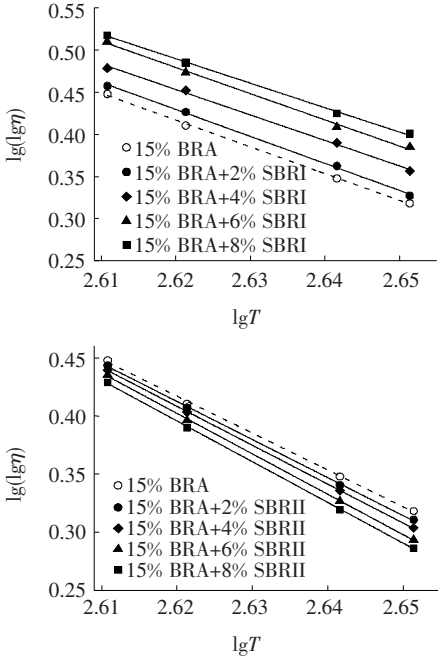 0.55
0.50
0.45
0.40
0.35
0.30
0.25
lg(lgη)
15% BRA
15% BRA+2% SBRI
15% BRA+4% SBRI
15% BRA+6% SBRI
15% BRA+8% SBRI
2.61 2.62 2.63 2.64 2.65
lgT
0.45
0.40
0.35
0.30
0.25
lg(lgη)
15% BRA
15% BRA+2% SBRII
15% BRA+4% SBRII
15% BRA+6% SBRII
15% BRA+8% SBRII
2.61 2.62 2.63 2.64 2.65
lgT